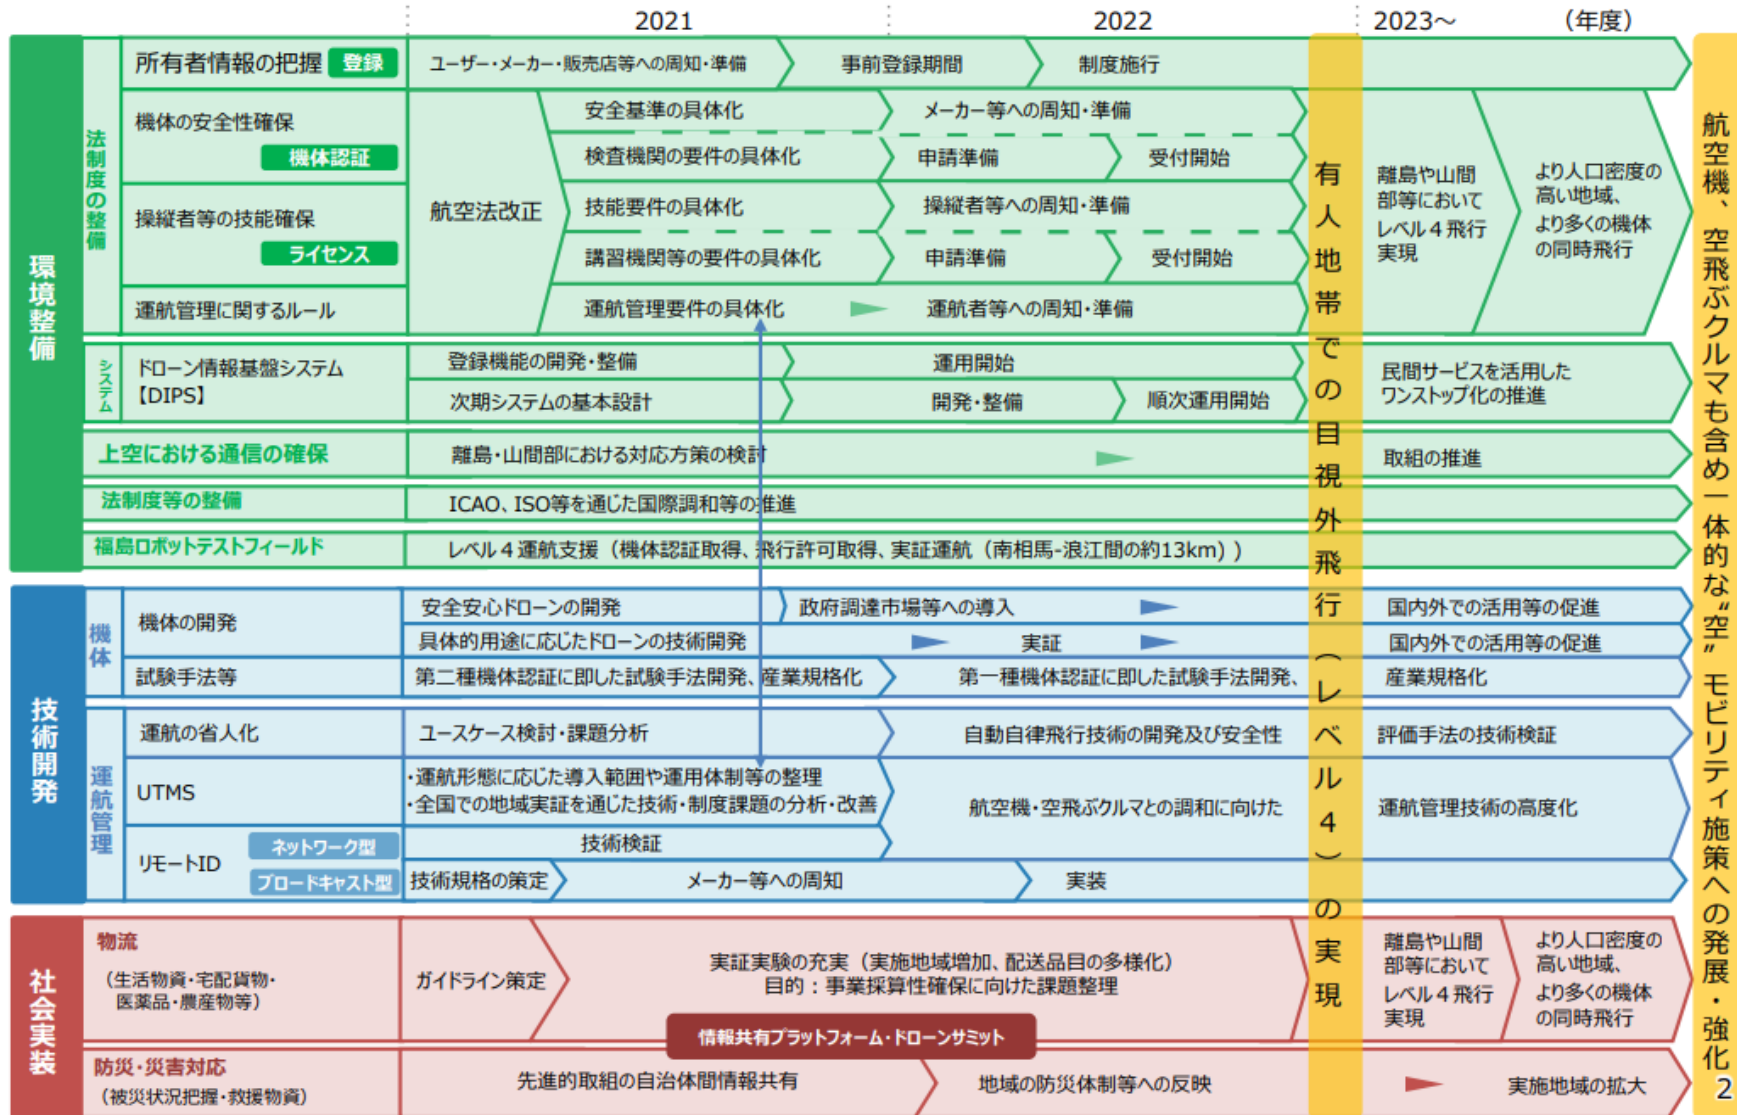 2021
2022
2023～
（年度）
環境整備
法制度の整備
所有者情報の把握 登録
ユーザー・メーカー・販売店等への周知・準備
事前登録期間
制度施行
機体の安全性確保
機体認証
航空法改正
安全基準の具体化
メーカー等への周知・準備
検査機関の要件の具体化
申請準備
受付開始
操縦者等の技能確保
ライセンス
技能要件の具体化
操縦者等への周知・準備
講習機関等の要件の具体化
申請準備
受付開始
運航管理に関するルール
運航管理要件の具体化
運航者等への周知・準備
離島や山間
部等において
レベル４飛行
実現
より人口密度の
高い地域、
より多くの機体
の同時飛行
システム
ドローン情報基盤システム
【DIPS】
登録機能の開発・整備
運用開始
次期システムの基本設計
開発・整備
順次運用開始
民間サービスを活用した
ワンストップ化の推進
上空における通信の確保
離島・山間部における対応方策の検討
取組の推進
法制度等の整備
ICAO、ISO等を通じた国際調和等の推進
福島ロボットテストフィールド
レベル４運航支援（機体認証取得、飛行許可取得、実証運航（南相馬-浪江間の約13km））
技術開発
機体
機体の開発
安全安心ドローンの開発
政府調達市場等への導入
国内外での活用等の促進
具体的用途に応じたドローンの技術開発
実証
国内外での活用等の促進
試験手法等
第二種機体認証に即した試験手法開発、産業規格化
第一種機体認証に即した試験手法開発、
産業規格化
運航管理
運航の省人化
ユースケース検討・課題分析
自動自律飛行技術の開発及び安全性
評価手法の技術検証
UTMS
・運航形態に応じた導入範囲や運用体制等の整理
・全国での地域実証を通じた技術・制度課題の分析・改善
航空機・空飛ぶクルマとの調和に向けた
運航管理技術の高度化
リモートID
ネットワーク型
技術検証
ブロードキャスト型
技術規格の策定
メーカー等への周知
実装
社会実装
物流
（生活物資・宅配貨物・
医薬品・農産物等）
ガイドライン策定
実証実験の充実（実施地域増加、配送品目の多様化）
目的：事業採算性確保に向けた課題整理
離島や山間
部等において
レベル４飛行
実現
より人口密度の
高い地域、
より多くの機体
の同時飛行
情報共有プラットフォーム・ドローンサミット
防災・災害対応
（被災状況把握・救援物資）
先進的取組の自治体間情報共有
地域の防災体制等への反映
実施地域の拡大
有人地帯での目視外飛行（レベル４）の実現
航空機、空飛ぶクルマも含め一体的な“空”モビリティ施策への発展・強化
2